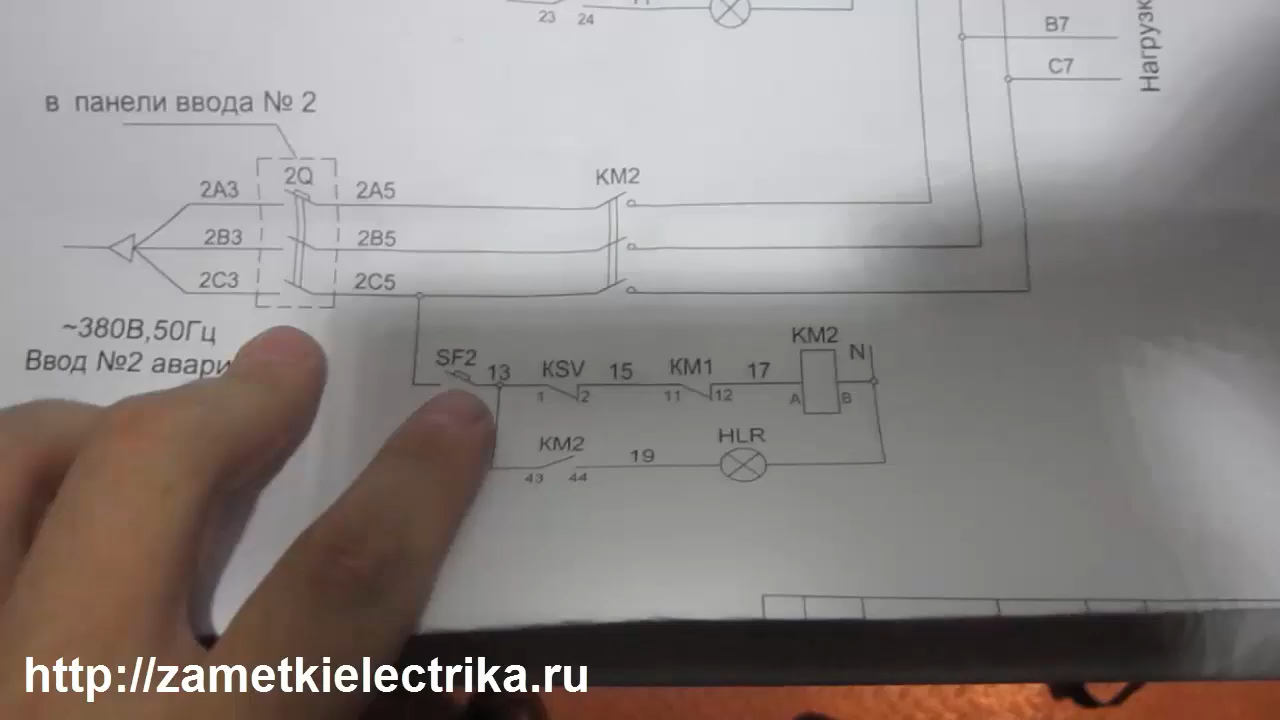 23 24
B7
C7
в панели ввода № 2
2Q
KM2
2A3 2A5
2B3 2B5
2C3 2C5
~380В,50Гц
Ввод №2
KM2
SF2 13 KSV 15 KM1 17 N
1 2 11 12 A B
KM2 19 HLR
43 44
http://zametkielectrika.ru